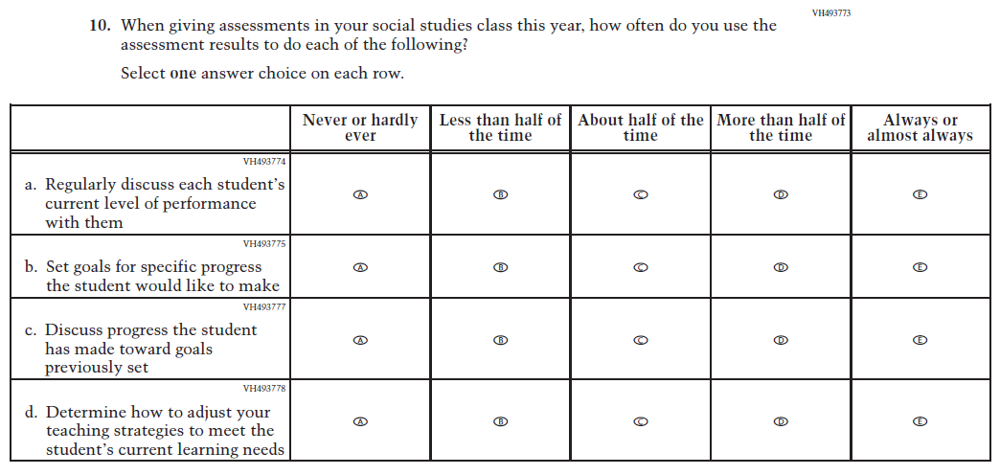 VH493773
10. When giving assessments in your social studies class this year, how often do you use the
assessment results to do each of the following?
Select one answer choice on each row.
Never or hardly
ever
Less than half of
the time
About half of the
time
More than half of
the time
Always or
almost always
VH493774
a. Regularly discuss each student’s
current level of performance
with them
A B C D E
VH493775
b. Set goals for specific progress
the student would like to make
A B C D E
VH493777
c. Discuss progress the student
has made toward goals
previously set
A B C D E
VH493778
d. Determine how to adjust your
teaching strategies to meet the
student’s current learning needs
A B C D E